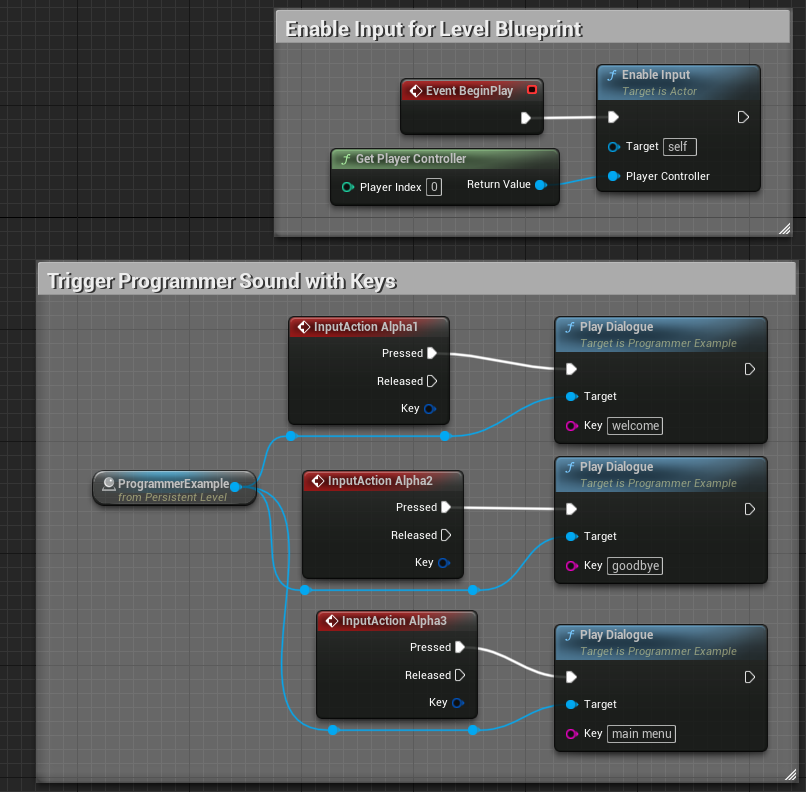 Enable Input for Level Blueprint
Event BeginPlay
Enable Input
Target is Actor
Target self
Player Controller
Get Player Controller
Player Index 0
Return Value
Trigger Programmer Sound with Keys
InputAction Alpha1
Pressed
Released
Key
Play Dialogue
Target is Programmer Example
Target
Key welcome
ProgrammerExample
from Persistent Level
InputAction Alpha2
Pressed
Released
Key
Play Dialogue
Target is Programmer Example
Target
Key goodbye
InputAction Alpha3
Pressed
Released
Key
Play Dialogue
Target is Programmer Example
Target
Key main menu